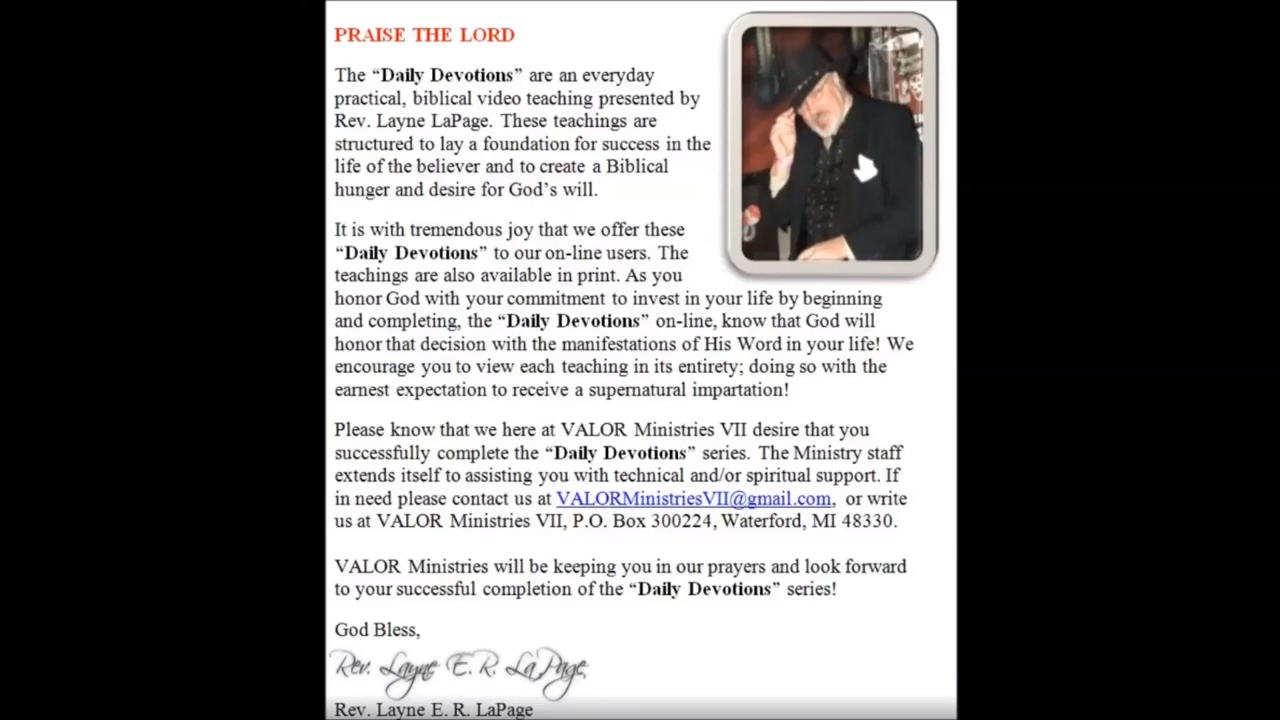 PRAISE THE LORD
The “Daily Devotions” are an everyday
practical, biblical video teaching presented by
Rev. Layne LaPage. These teachings are
structured to lay a foundation for success in the
life of the believer and to create a Biblical
hunger and desire for God’s will.
It is with tremendous joy that we offer these
“Daily Devotions” to our on-line users. The
teachings are also available in print. As you
honor God with your commitment to invest in your life by beginning
and completing, the “Daily Devotions” on-line, know that God will
honor that decision with the manifestations of His Word in your life! We
encourage you to view each teaching in its entirety; doing so with the
earnest expectation to receive a supernatural impartation!
Please know that we here at VALOR Ministries VII desire that you
successfully complete the “Daily Devotions” series. The Ministry staff
extends itself to assisting you with technical and/or spiritual support. If
in need please contact us at VALORMinistriesVII@gmail.com, or write
us at VALOR Ministries VII, P.O. Box 300224, Waterford, MI 48330.
VALOR Ministries will be keeping you in our prayers and look forward
to your successful completion of the “Daily Devotions” series!
God Bless,
Rev. Layne E. R. LaPage
Rev. Layne E. R. LaPage